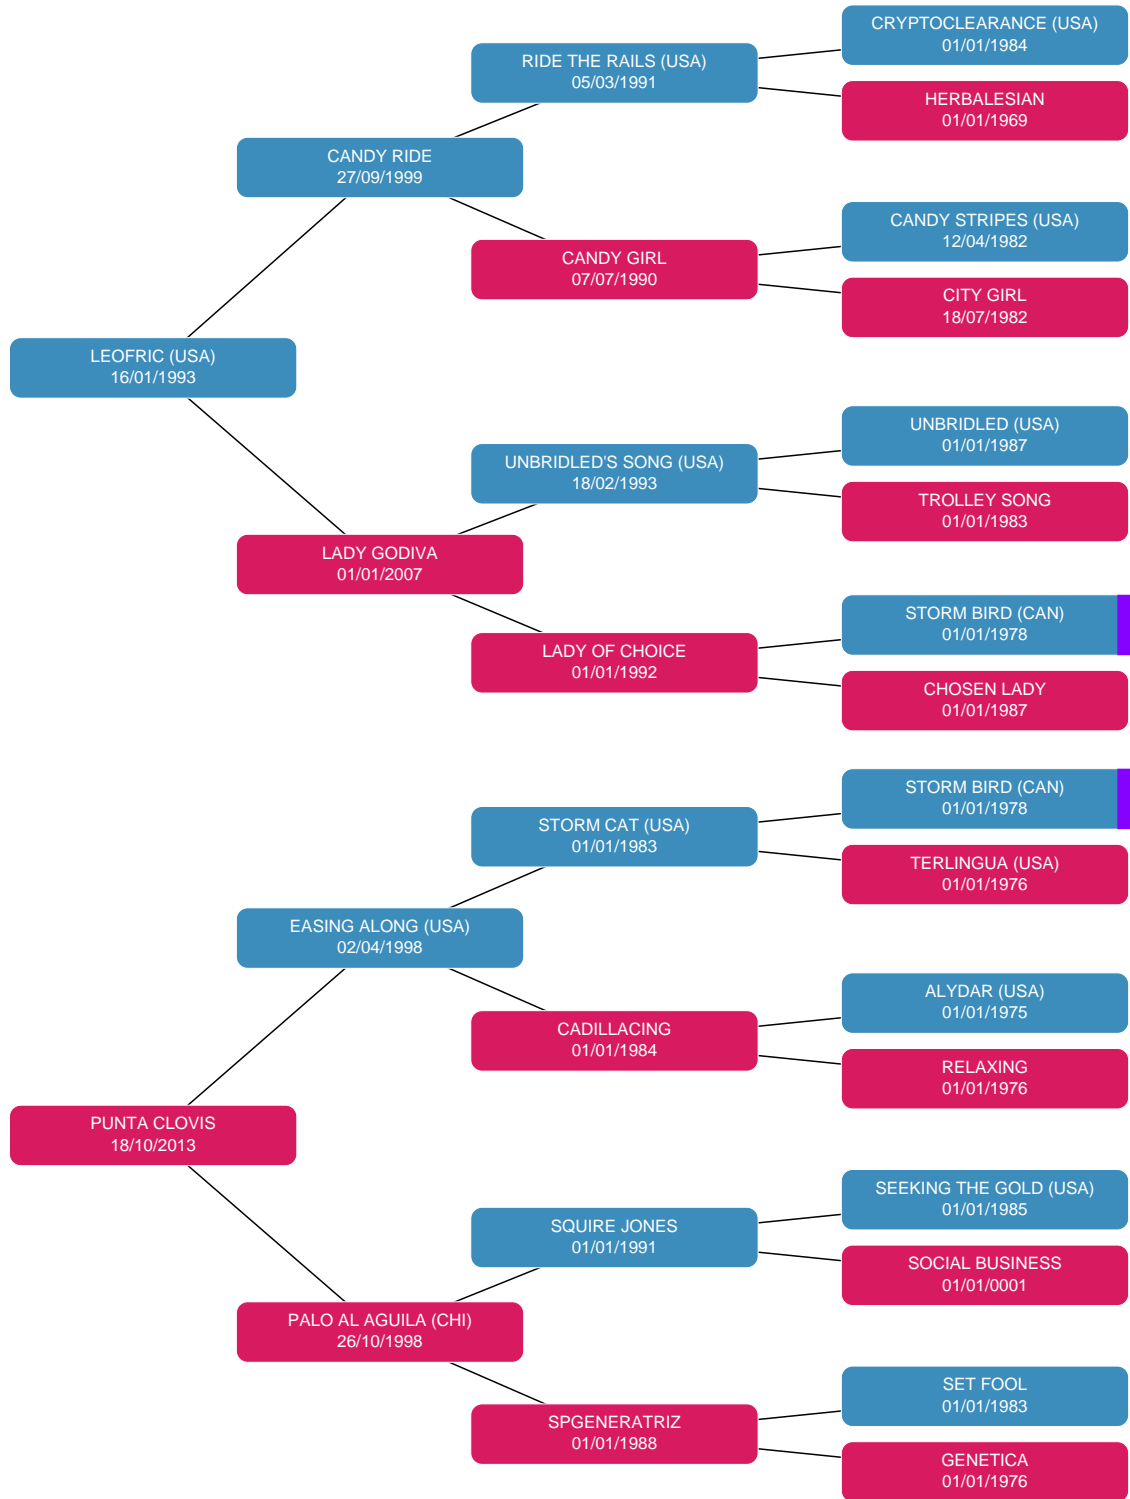 CRYPTOCLEARANCE (USA)
01/01/1984
RIDE THE RAILS (USA)
05/03/1991
HERBALESIAN
01/01/1969
CANDY RIDE
27/09/1999
CANDY STRIPES (USA)
12/04/1982
CANDY GIRL
07/07/1990
CITY GIRL
18/07/1982
LEOFRIC (USA)
16/01/1993
UNBRIDLED (USA)
01/01/1987
UNBRIDLED'S SONG (USA)
18/02/1993
TROLLEY SONG
01/01/1983
LADY GODIVA
01/01/2007
STORM BIRD (CAN)
01/01/1978
LADY OF CHOICE
01/01/1992
CHOSEN LADY
01/01/1987
STORM BIRD (CAN)
01/01/1978
STORM CAT (USA)
01/01/1983
TERLINGUA (USA)
01/01/1976
EASING ALONG (USA)
02/04/1998
ALYDAR (USA)
01/01/1975
CADILLACING
01/01/1984
RELAXING
01/01/1976
PUNTA CLOVIS
18/10/2013
SEEKING THE GOLD (USA)
01/01/1985
SQUIRE JONES
01/01/1991
SOCIAL BUSINESS
01/01/0001
PALO AL AGUILA (CHI)
26/10/1998
SET FOOL
01/01/1983
SPGENERATRIZ
01/01/1988
GENETICA
01/01/1976